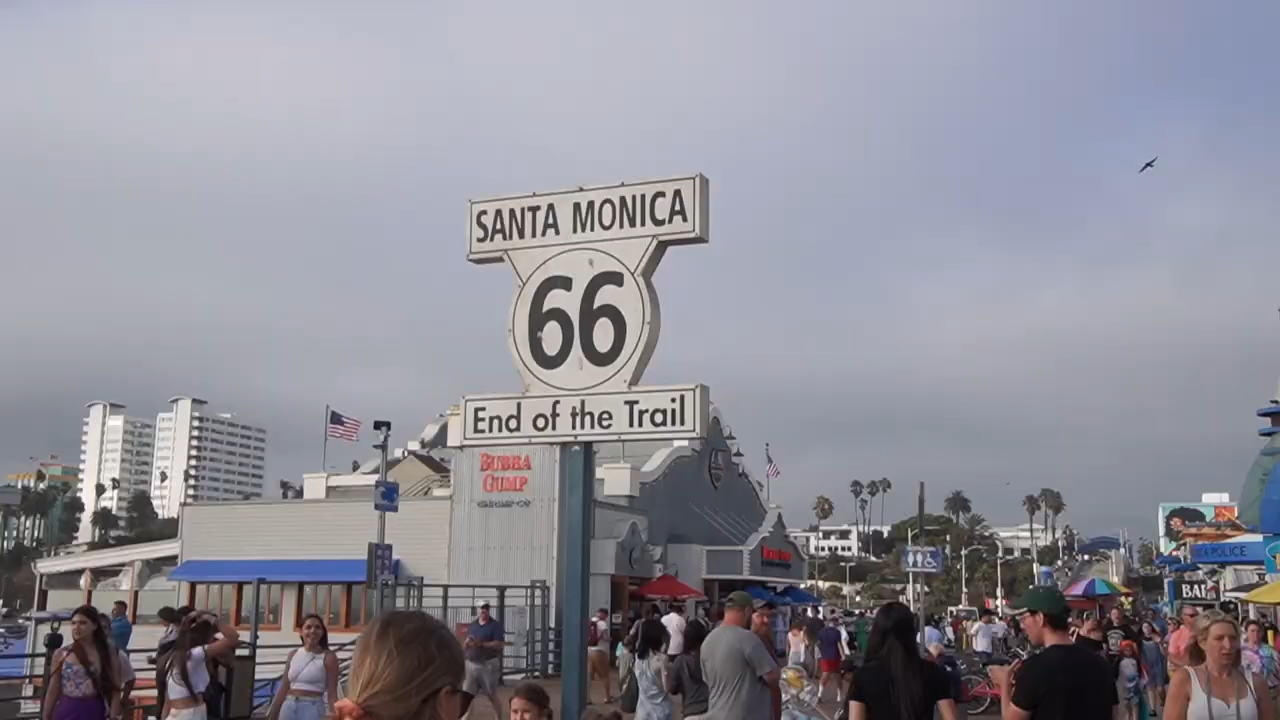 SANTA MONICA
66
End of the Trail
BUBBA
GUMP
POLICE